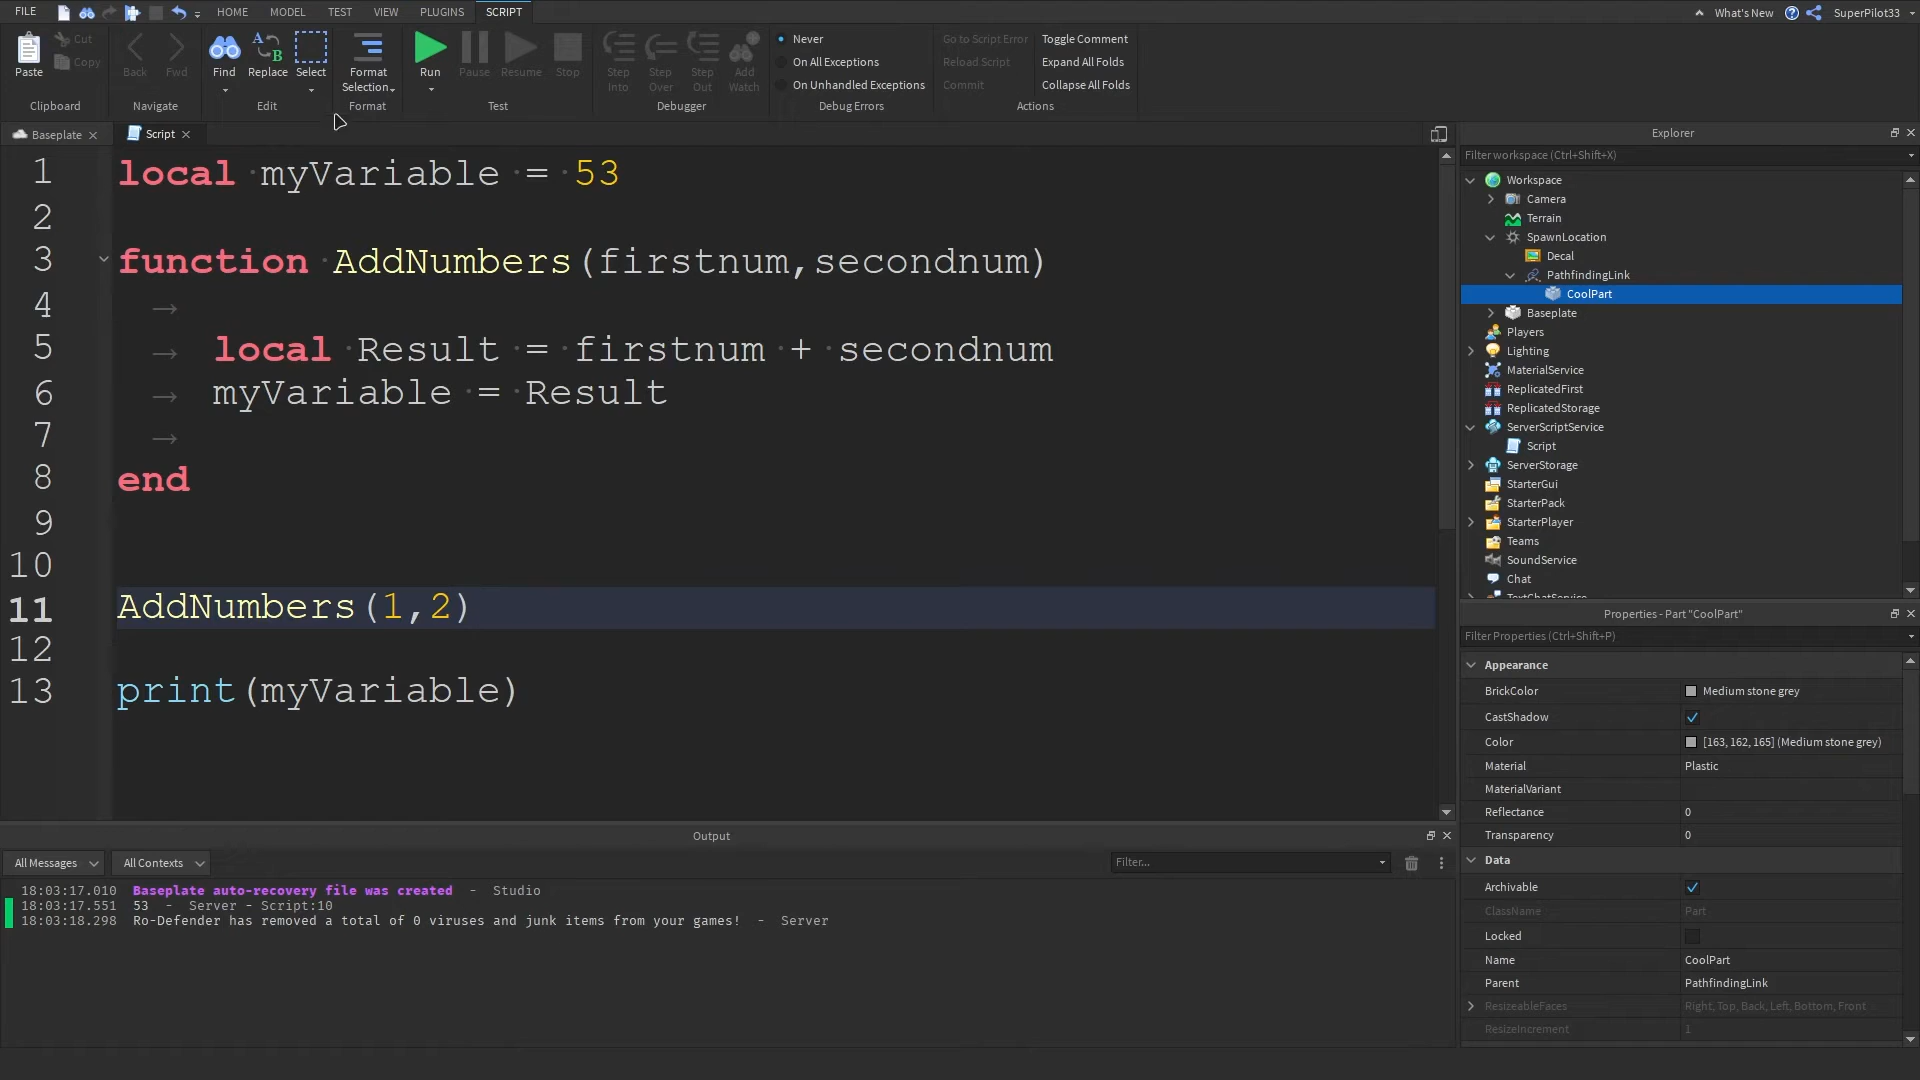 FILE HOME MODEL TEST VIEW PLUGINS SCRIPT What's New SuperPilot33
Paste Cut Copy Back Fwd Find Replace Select Format Selection Run Pause Resume Stop Step Into Step Over Step Out Add Watch
Never
On All Exceptions
On Unhandled Exceptions
Go to Script Error
Reload Script
Commit
Toggle Comment
Expand All Folds
Collapse All Folds
Clipboard Navigate Edit Format Test Debugger Debug Errors Actions
Baseplate Script
1 local myVariable = 53
2
3 function AddNumbers(firstnum,secondnum)
4
5 local Result = firstnum + secondnum
6 myVariable = Result
7
8 end
9
10
11 AddNumbers(1,2)
12
13 print(myVariable)
Output
All Messages All Contexts Filter...
18:03:17.010 Baseplate auto-recovery file was created - Studio
18:03:17.551 53 - Server - Script:10
18:03:18.298 Ro-Defender has removed a total of 0 viruses and junk items from your games! - Server
Explorer
Filter workspace (Ctrl+Shift+X)
Workspace
Camera
Terrain
SpawnLocation
Decal
PathfindingLink
CoolPart
Baseplate
Players
Lighting
MaterialService
ReplicatedFirst
ReplicatedStorage
ServerScriptService
Script
ServerStorage
StarterGui
StarterPack
StarterPlayer
Teams
SoundService
Chat
TextChatService
Properties - Part "CoolPart"
Filter Properties (Ctrl+Shift+P)
Appearance
BrickColor Medium stone grey
CastShadow
Color [163, 162, 165] (Medium stone grey)
Material Plastic
MaterialVariant
Reflectance 0
Transparency 0
Data
Archivable
ClassName Part
Locked
Name CoolPart
Parent PathfindingLink
ResizeableFaces Right, Top, Back, Left, Bottom, Front
ResizeIncrement 1